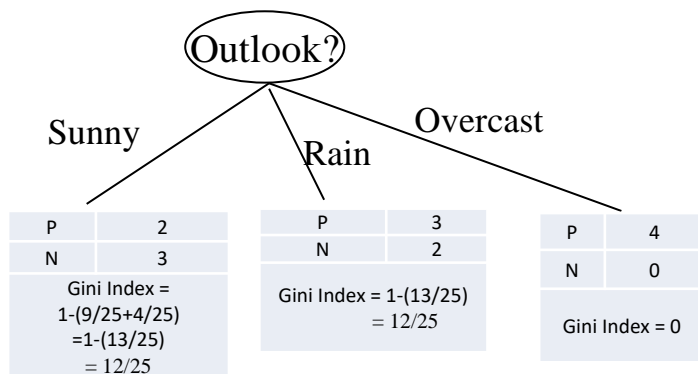 Outlook?
Sunny
Rain
Overcast
P 2
N 3
Gini Index =
1-(9/25+4/25)
=1-(13/25)
= 12/25
P 3
N 2
Gini Index = 1-(13/25)
= 12/25
P 4
N 0
Gini Index = 0